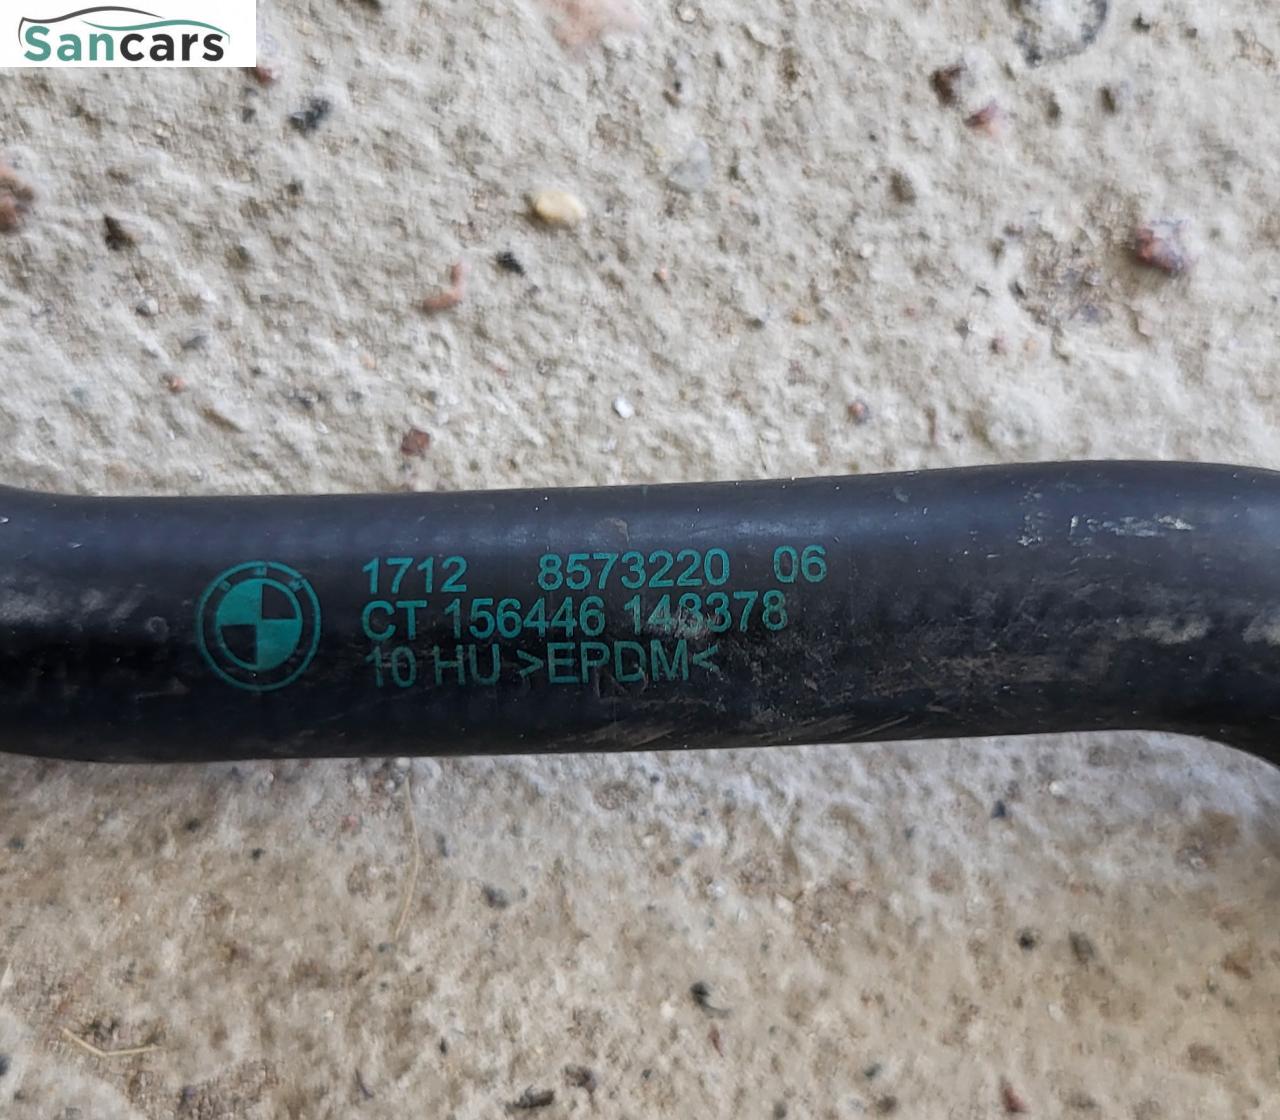 Sancars
1712 8573220 06
CT 156446 148378
10 HU >EPDM<